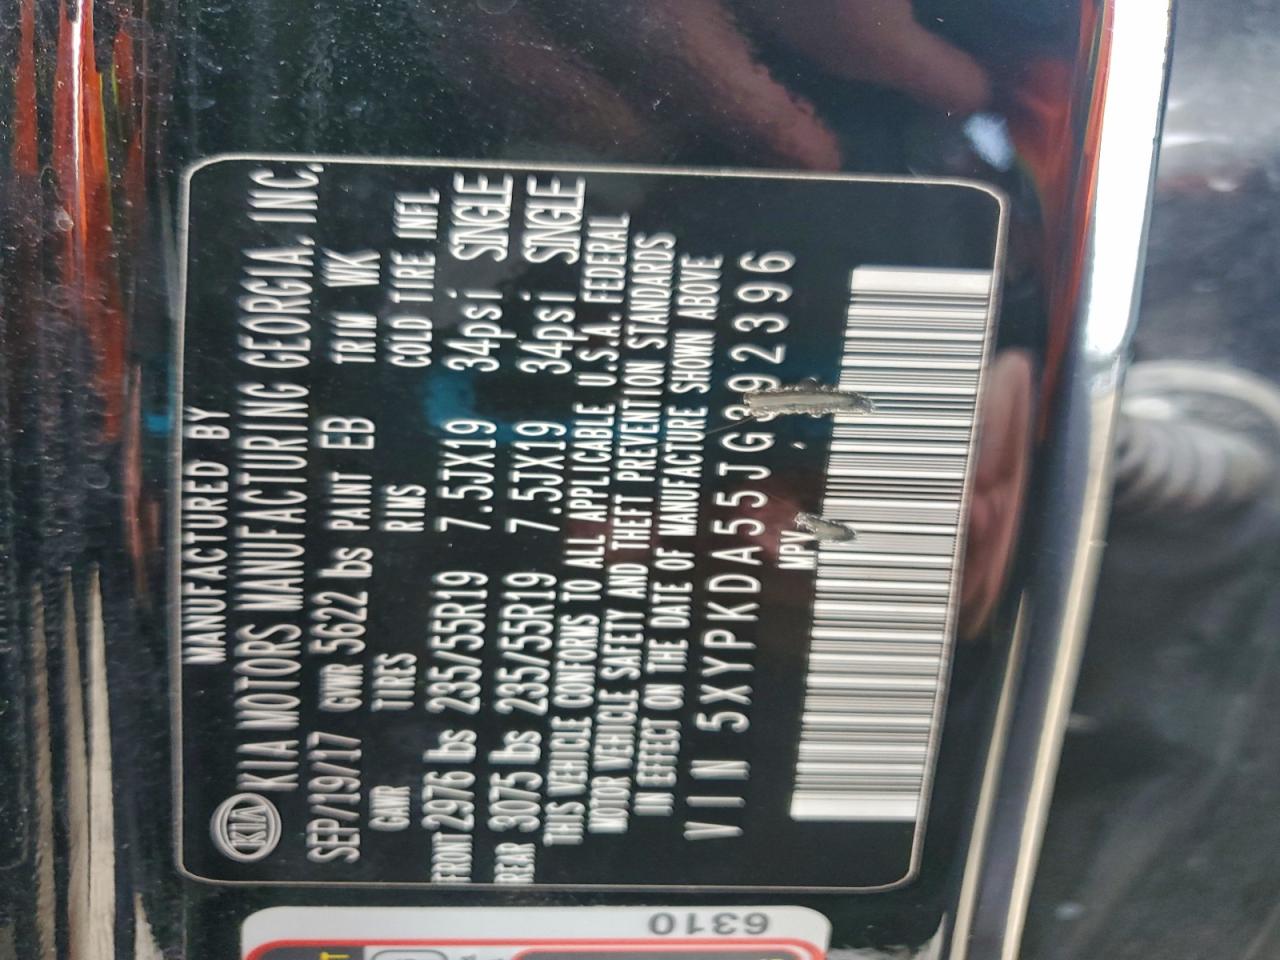 MANUFACTURED BY
KIA KIA MOTORS MANUFACTURING GEORGIA, INC.
SEP/19/17 GVWR 5622 lbs PAINT EB TRIM WK
GAWR TIRES RIMS COLD TIRE INFL
FRONT 2976 lbs 235/55R19 7.5JX19 34psi SINGLE
REAR 3075 lbs 235/55R19 7.5JX19 34psi SINGLE
THIS VEHICLE CONFORMS TO ALL APPLICABLE U.S.A. FEDERAL
MOTOR VEHICLE SAFETY AND THEFT PREVENTION STANDARDS
IN EFFECT ON THE DATE OF MANUFACTURE SHOWN ABOVE
VIN 5XYPKDA55JG392396
MPV
6310